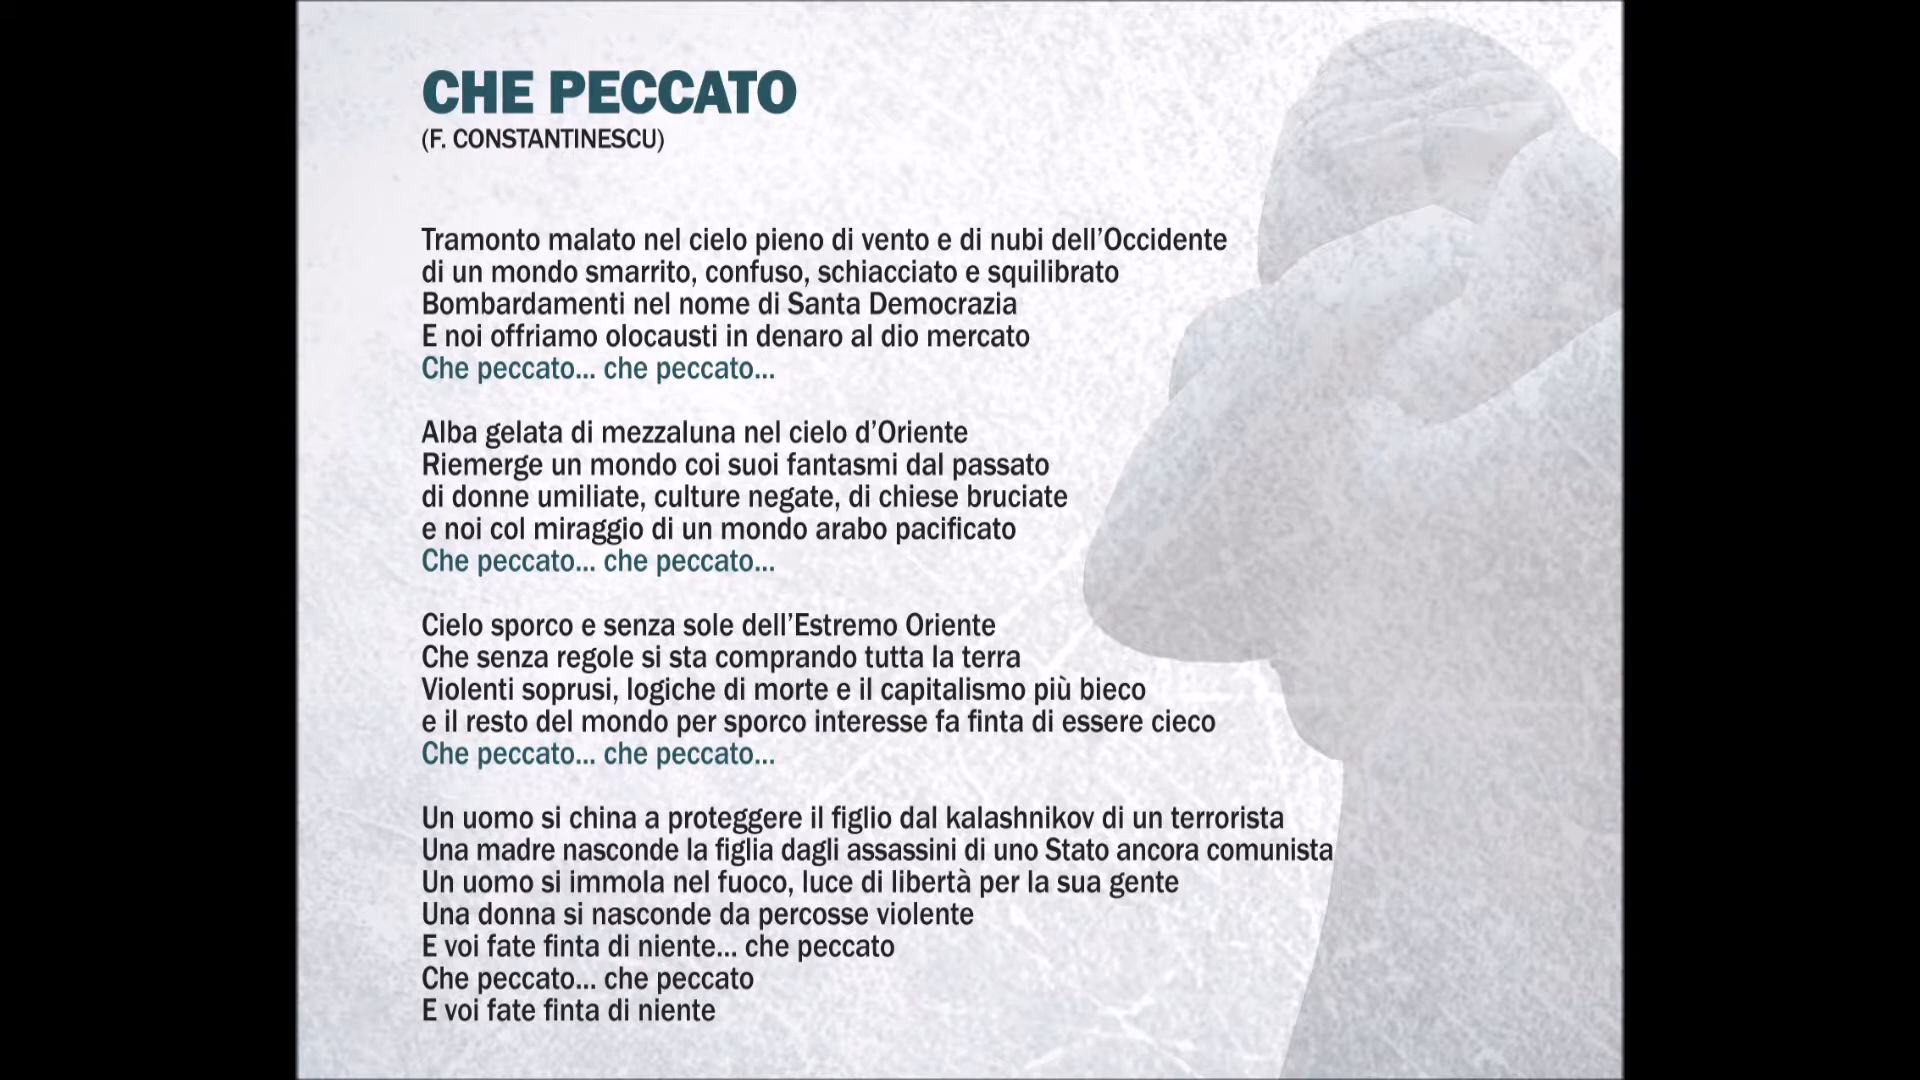 CHE PECCATO
(F. CONSTANTINESCU)
Tramonto malato nel cielo pieno di vento e di nubi dell’Occidente
di un mondo smarrito, confuso, schiacciato e squilibrato
Bombardamenti nel nome di Santa Democrazia
E noi offriamo olocausti in denaro al dio mercato
Che peccato... che peccato...
Alba gelata di mezzaluna nel cielo d’Oriente
Riemerge un mondo coi suoi fantasmi dal passato
di donne umiliate, culture negate, di chiese bruciate
e noi col miraggio di un mondo arabo pacificato
Che peccato... che peccato...
Cielo sporco e senza sole dell’Estremo Oriente
Che senza regole si sta comprando tutta la terra
Violenti soprusi, logiche di morte e il capitalismo più bieco
e il resto del mondo per sporco interesse fa finta di essere cieco
Che peccato... che peccato...
Un uomo si china a proteggere il figlio dal kalashnikov di un terrorista
Una madre nasconde la figlia dagli assassini di uno Stato ancora comunista
Un uomo si immola nel fuoco, luce di libertà per la sua gente
Una donna si nasconde da percosse violente
E voi fate finta di niente... che peccato
Che peccato... che peccato
E voi fate finta di niente